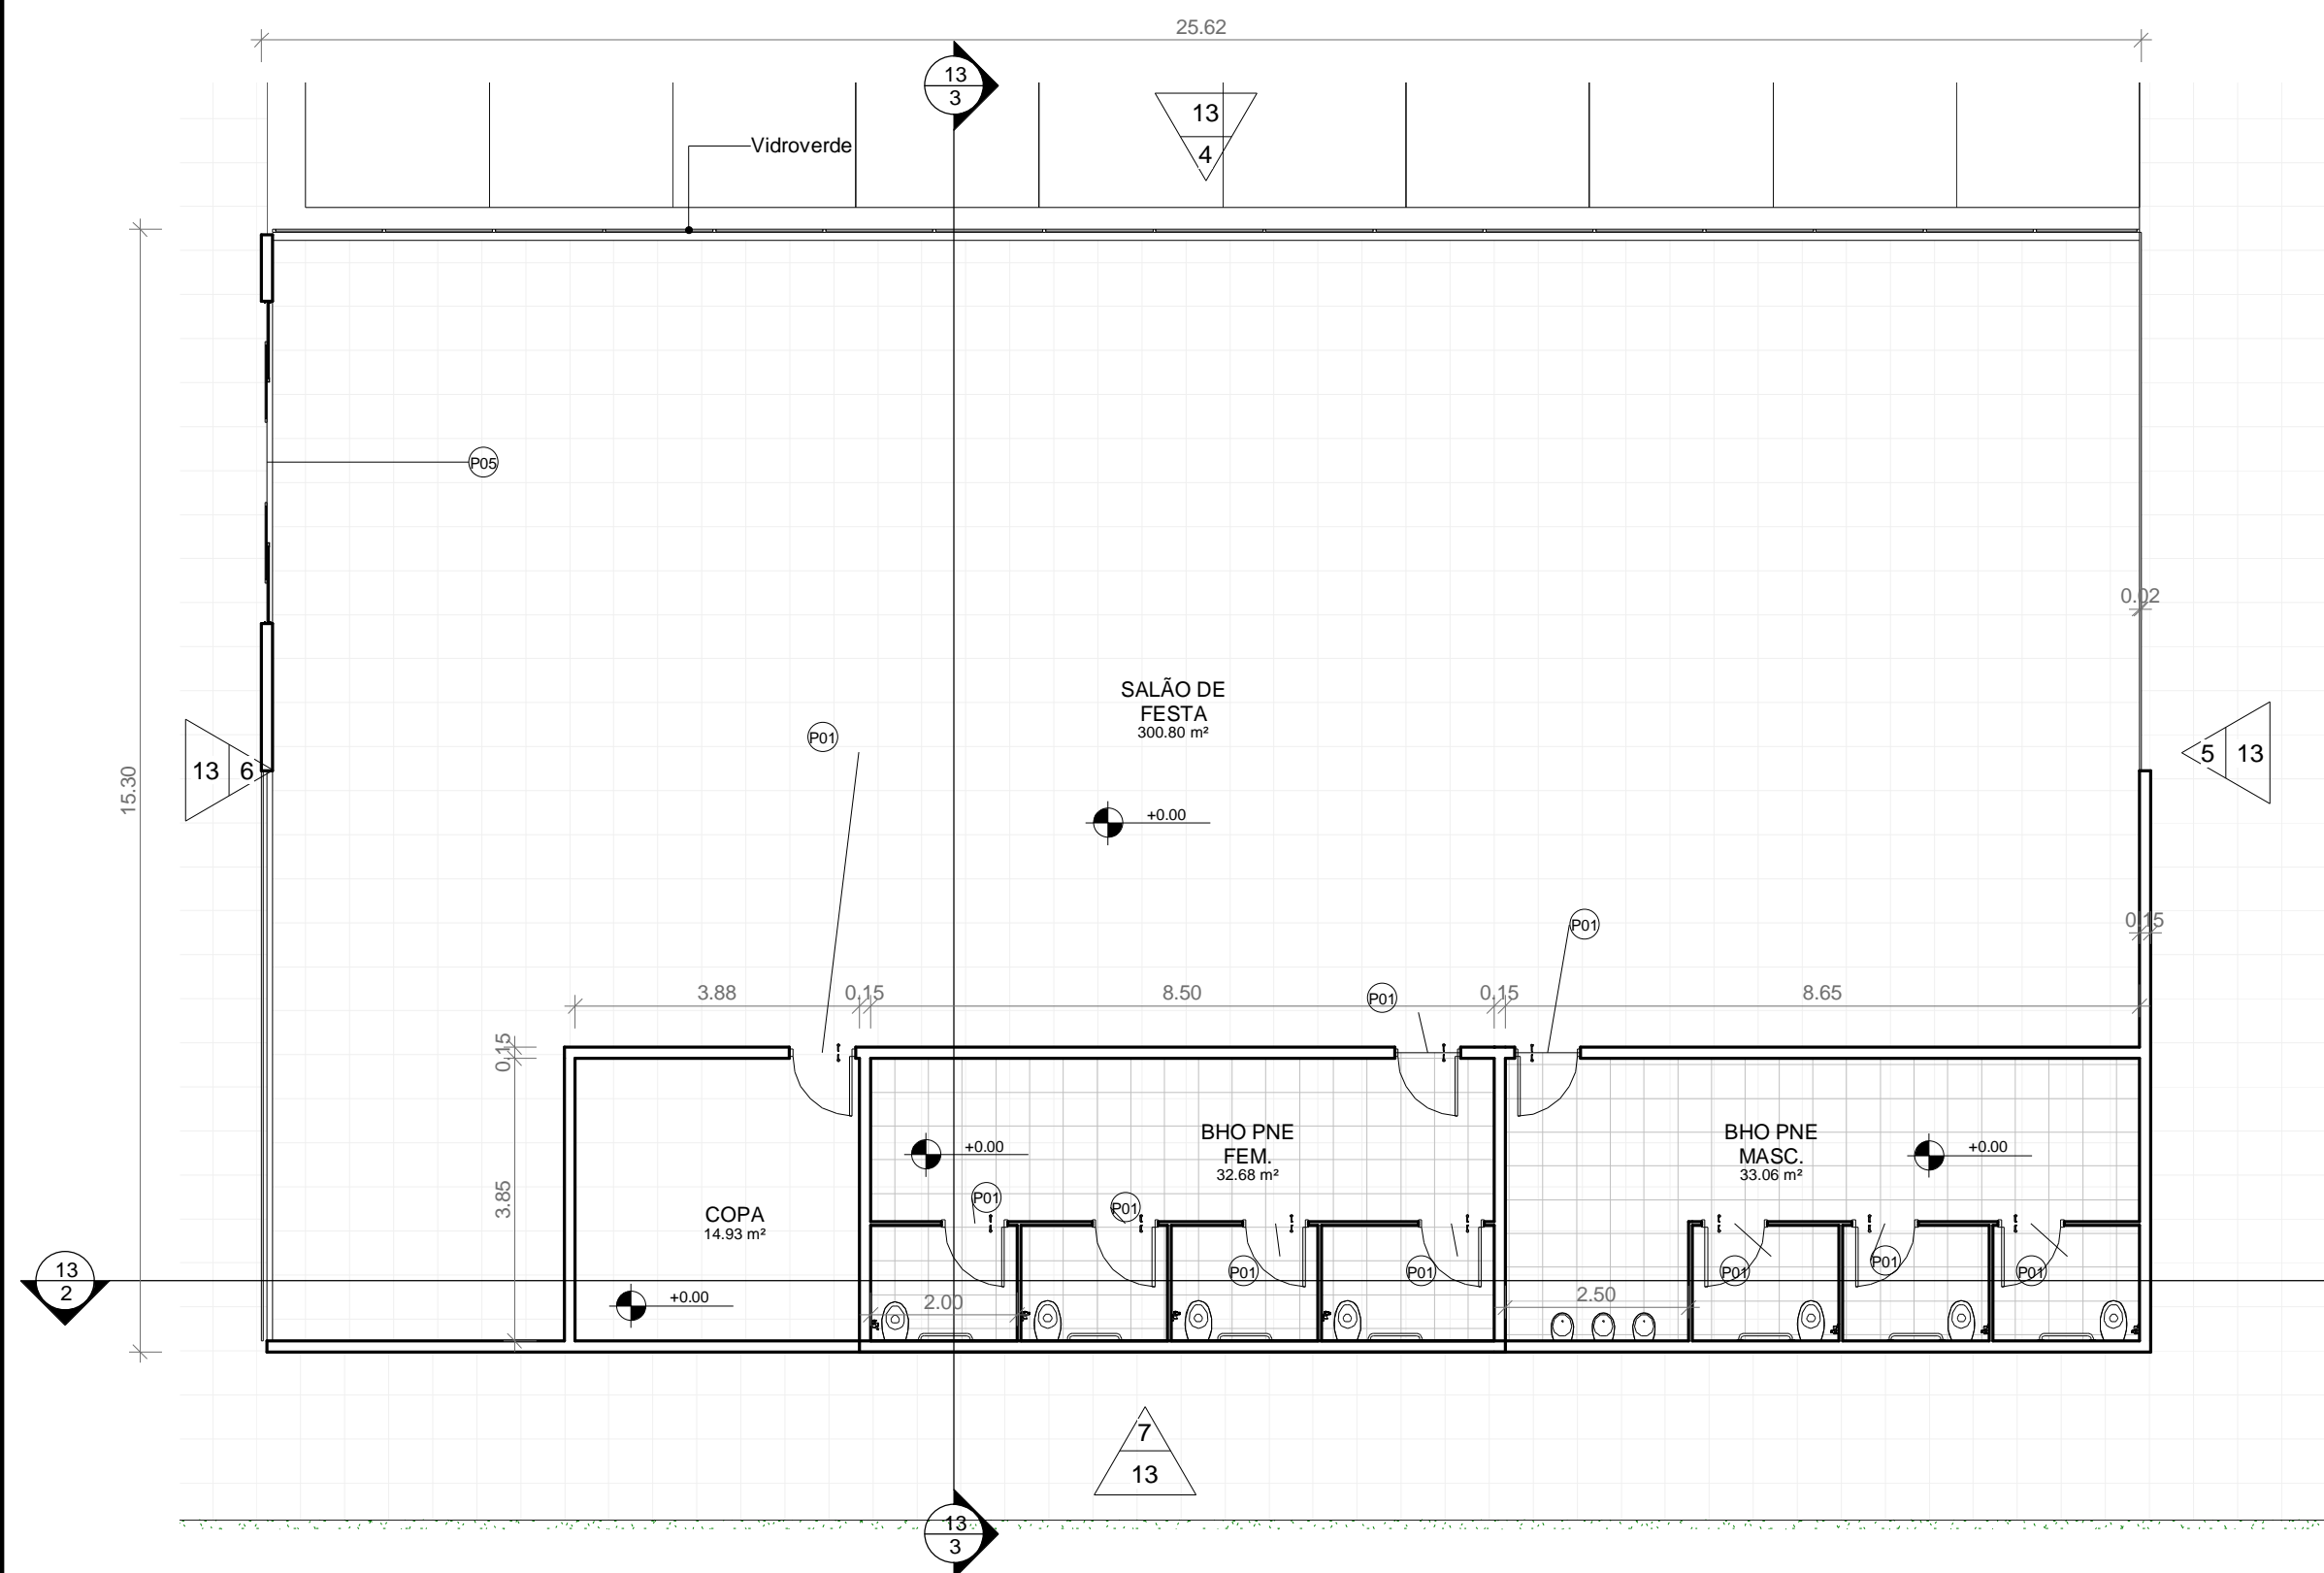 25.62
13
3
13
4
Vidroverde
P05
0.02
SALÃO DE
FESTA
300.80 m²
P01
13 6
5 13
15.30
+0.00
P01
0.15
3.88
0.15
8.50
P01
0.15
8.65
0.15
BHO PNE
FEM.
32.68 m²
+0.00
BHO PNE
MASC.
33.06 m²
+0.00
3.85
P01
P01
COPA
14.93 m²
P01
P01
P01
P01
P01
13
2
+0.00
2.00
2.50
7
13
13
3